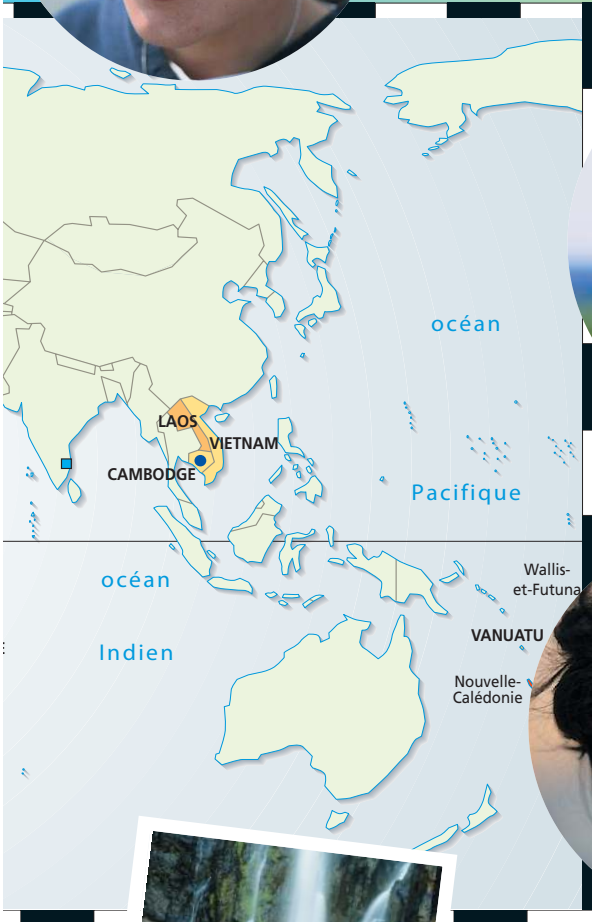 océan
LAOS
VIETNAM
CAMBODGE
Pacifique
océan
Wallis-
et-Futuna
VANUATU
Indien
Nouvelle-
Calédonie